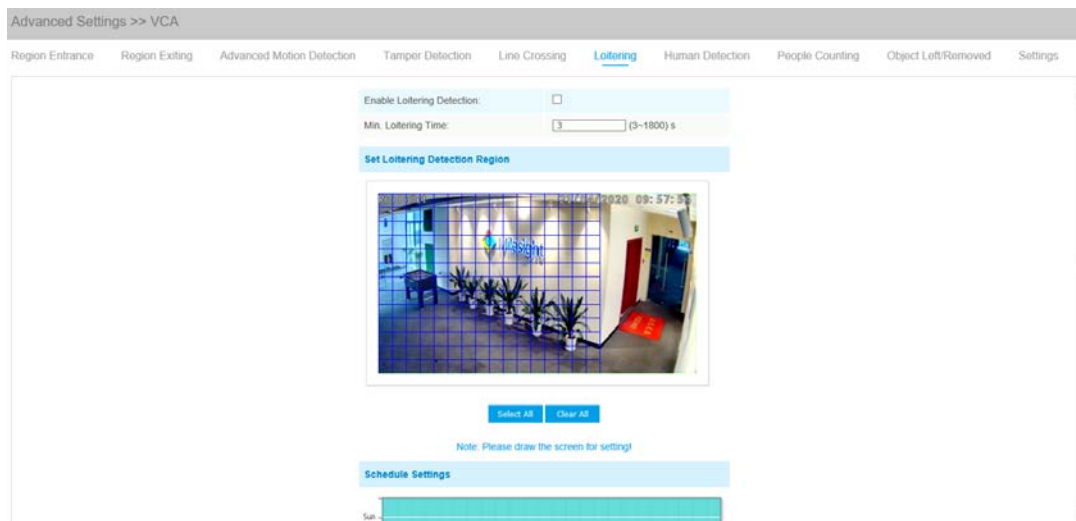 Advanced Settings >> VCA
Region Entrance Region Exiting Advanced Motion Detection Tamper Detection Line Crossing Loitering Human Detection People Counting Object Left/Removed Settings
Enable Loitering Detection:
Min. Loitering Time: 3 (3~1800) s
Set Loitering Detection Region
2020 09:57:53
Milesight
Select All Clear All
Note: Please draw the screen for setting!
Schedule Settings
Sun